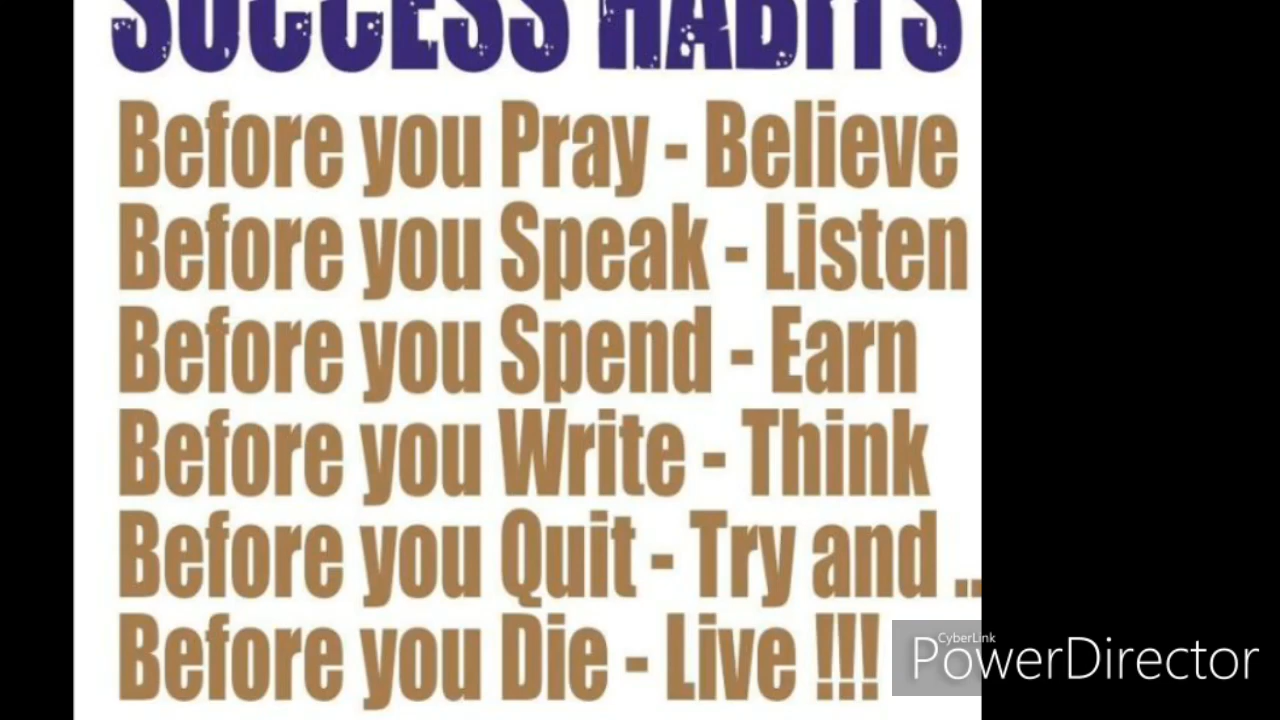 SUCCESS HABITS
Before you Pray - Believe
Before you Speak - Listen
Before you Spend - Earn
Before you Write - Think
Before you Quit - Try and ..
Before you Die - Live !!!
CyberLink
PowerDirector